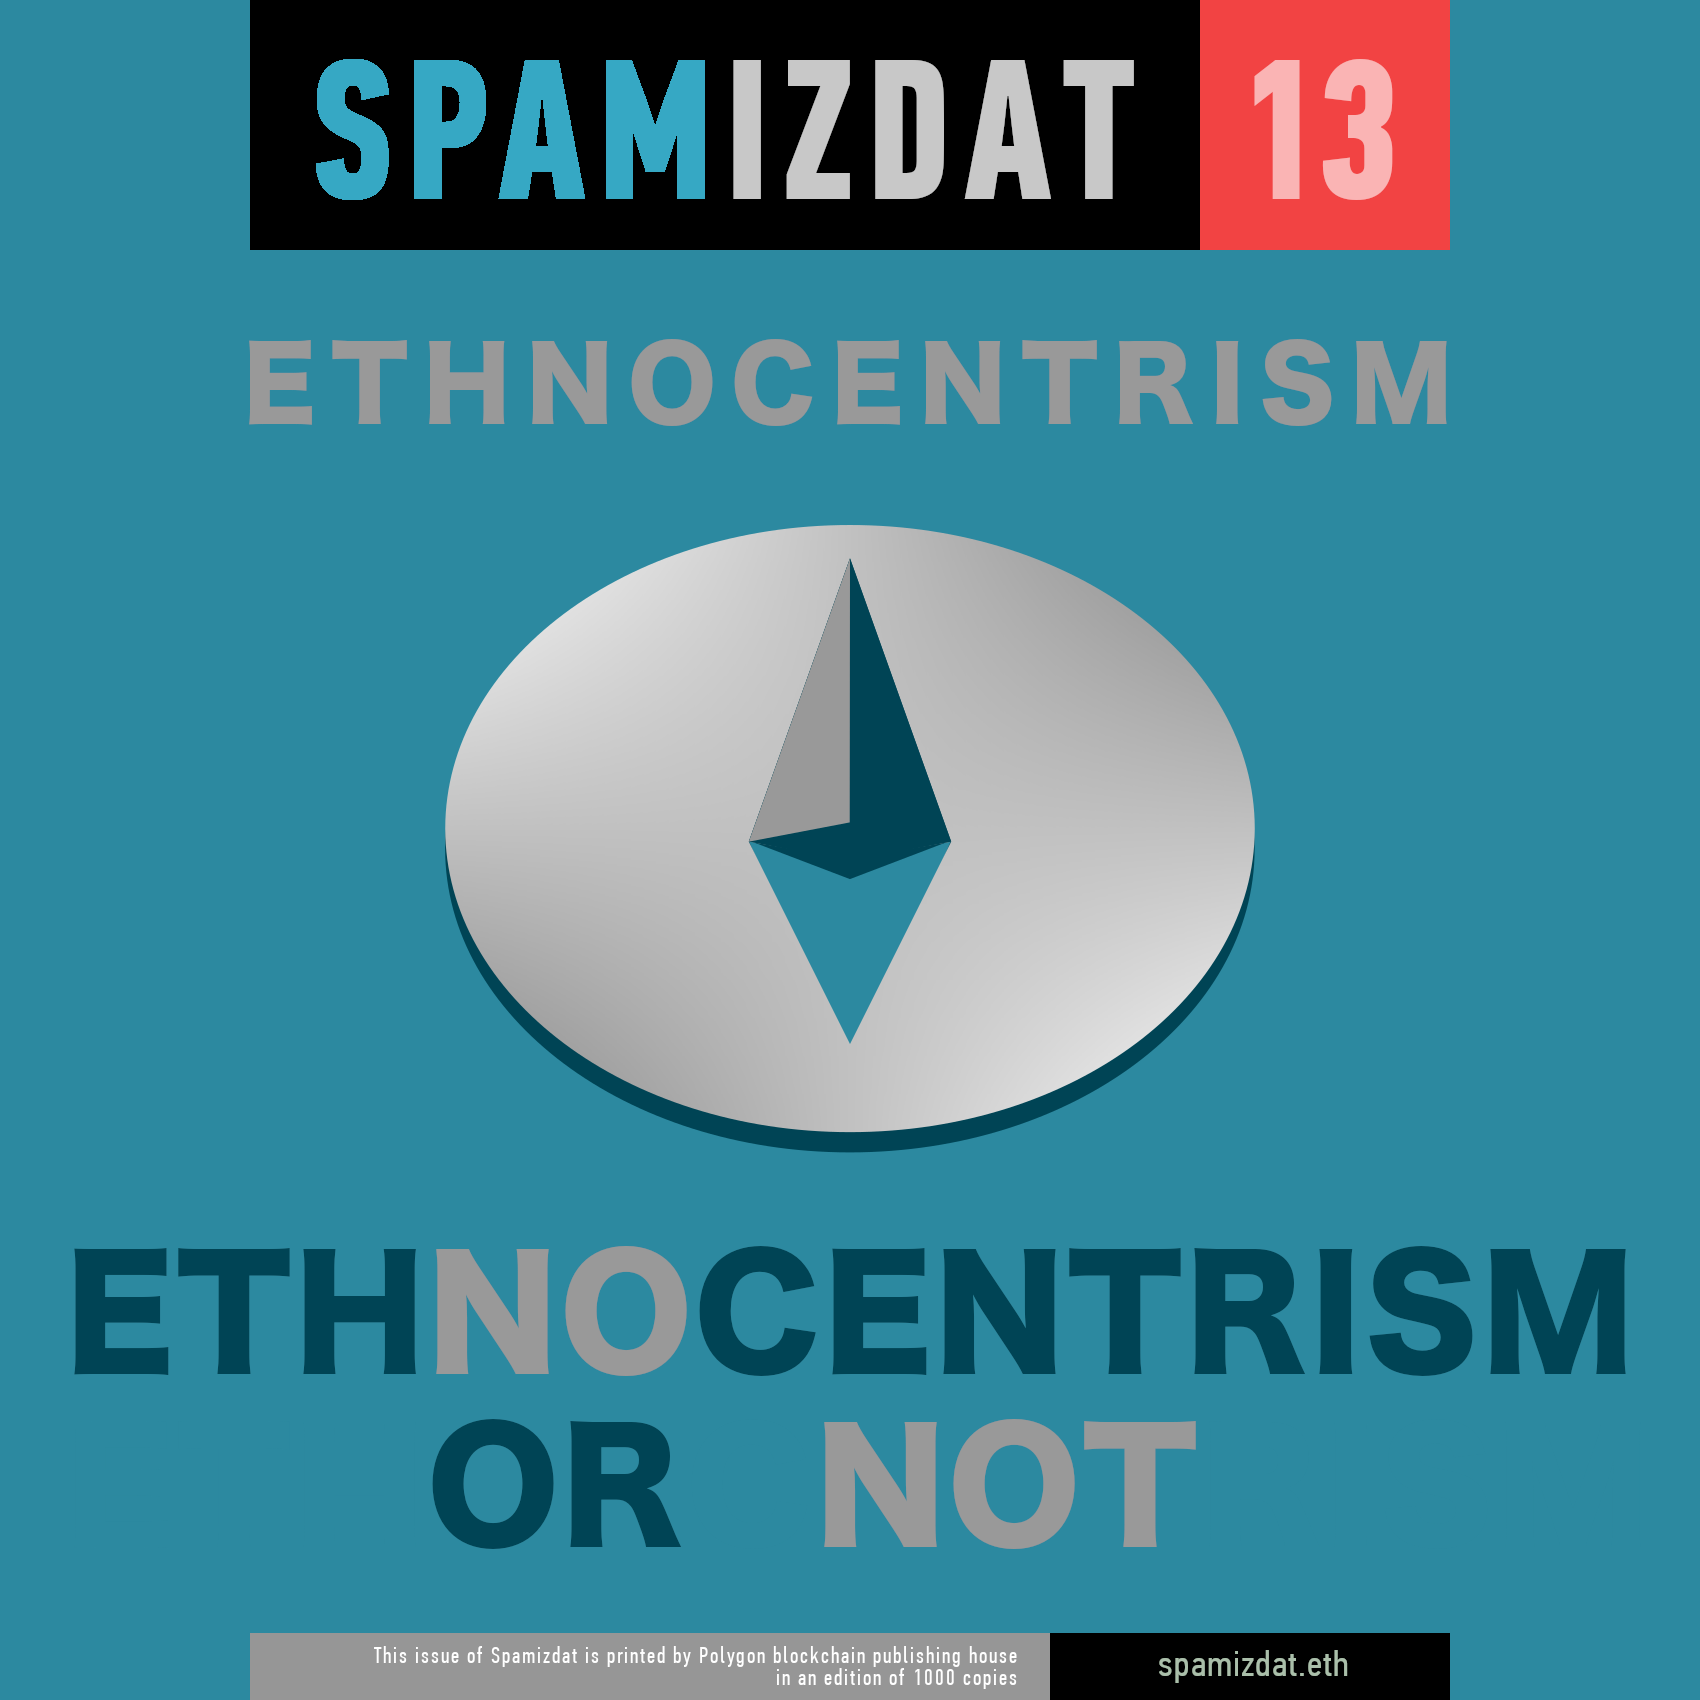 SPAMIZDAT 13
ETHNOCENTRISM
ETHNOCENTRISM
OR NOT
This issue of Spamizdat is printed by Polygon blockchain publishing house
in an edition of 1000 copies
spamizdat.eth